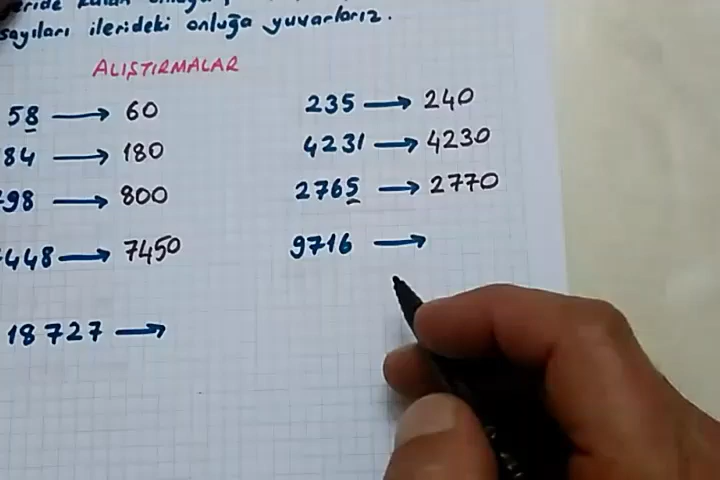 sayıları ilerideki onluğa yuvarlarız.
ALIŞTIRMALAR
58 → 60
235 → 240
84 → 180
4231 → 4230
98 → 800
2765 → 2770
448 → 7450
9716 →
18727 →